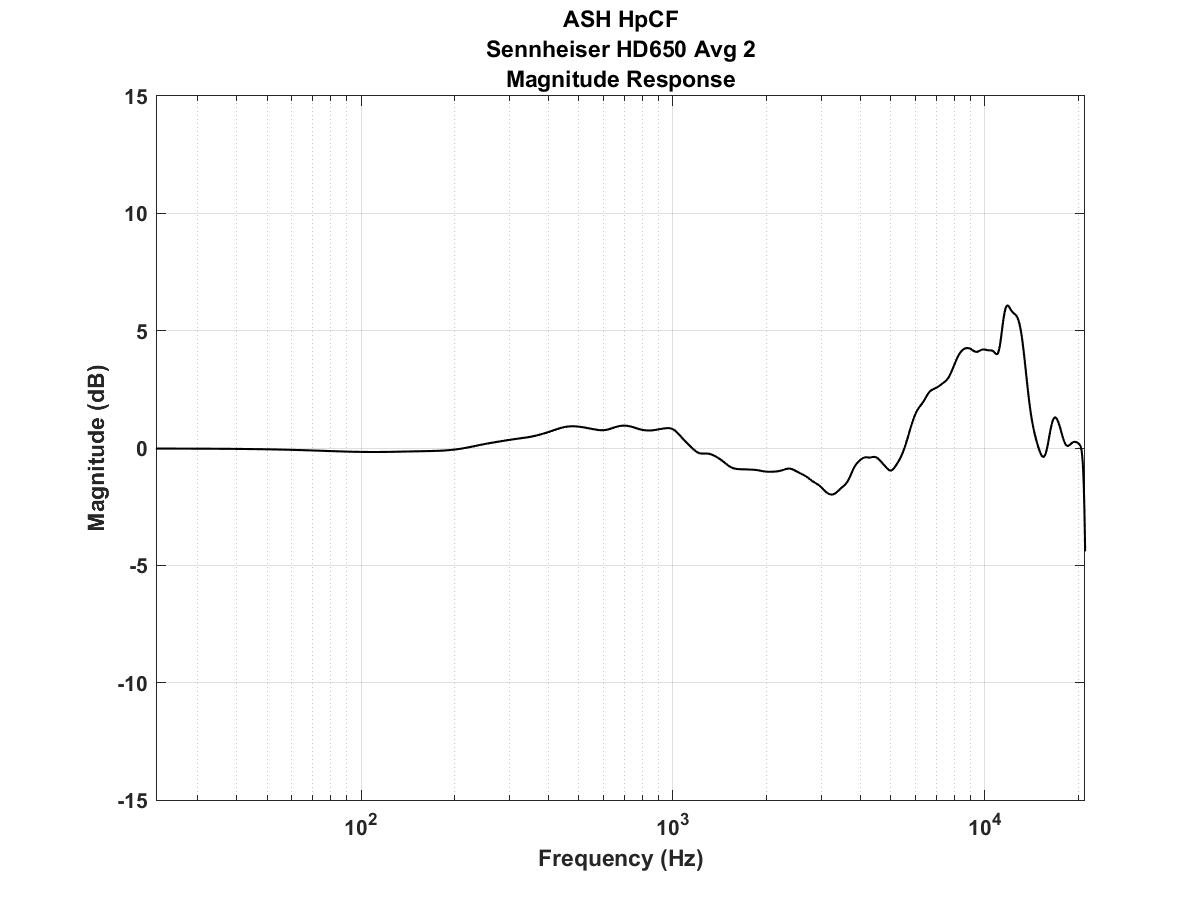 ASH HpCF
Sennheiser HD650 Avg 2
Magnitude Response
15
10
5
0
-5
-10
-15
Magnitude (dB)
10²
10³
10⁴
Frequency (Hz)